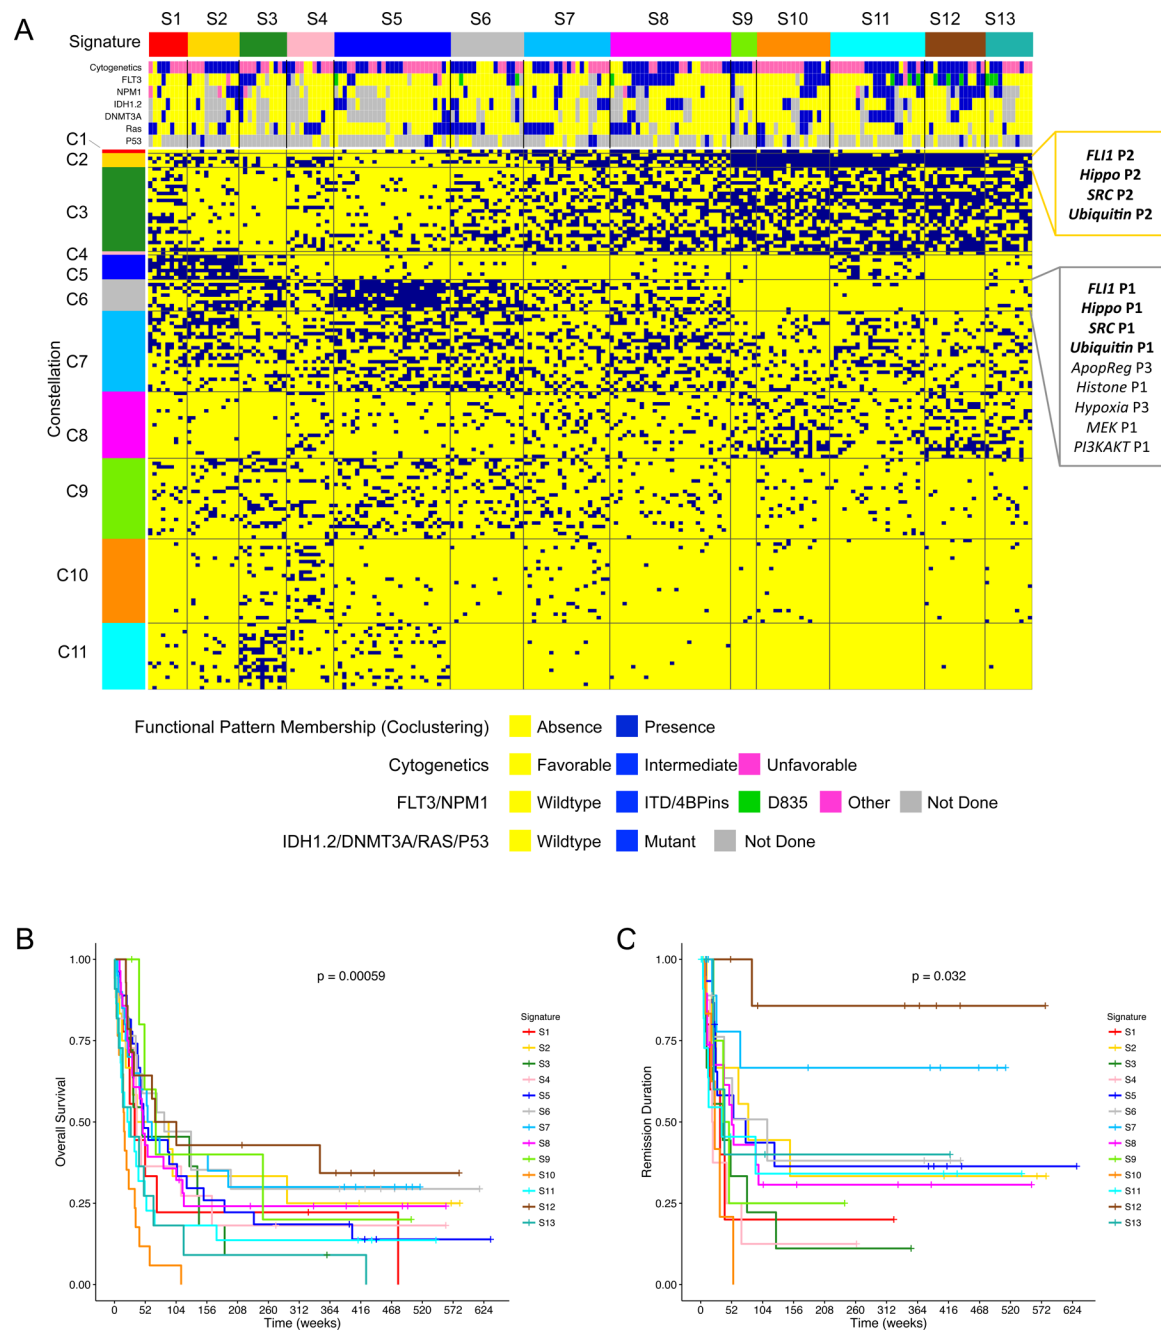 A
S1 S2 S3 S4 S5 S6 S7 S8 S9 S10 S11 S12 S13
Signature
Cytogenetics
FLT3
NPM1
IDH1.2
DNMT3A
Ras
P53
C1
C2
C3
C4
C5
C6
C7
C8
C9
C10
C11
Constellation
FLI1 P2
Hippo P2
SRC P2
Ubiquitin P2
FLI1 P1
Hippo P1
SRC P1
Ubiquitin P1
ApopReg P3
Histone P1
Hypoxia P3
MEK P1
PI3KAKT P1
Functional Pattern Membership (Coclustering) Absence Presence
Cytogenetics Favorable Intermediate Unfavorable
FLT3/NPM1 Wildtype ITD/4BPins D835 Other Not Done
IDH1.2/DNMT3A/RAS/P53 Wildtype Mutant Not Done
B
Overall Survival
1.00
0.75
0.50
0.25
0.00
p = 0.00059
0 52 104 156 208 260 312 364 416 468 520 572 624
Time (weeks)
Signature
S1
S2
S3
S4
S5
S6
S7
S8
S9
S10
S11
S12
S13
C
Remission Duration
1.00
0.75
0.50
0.25
0.00
p = 0.032
0 52 104 156 208 260 312 364 416 468 520 572 624
Time (weeks)
Signature
S1
S2
S3
S4
S5
S6
S7
S8
S9
S10
S11
S12
S13